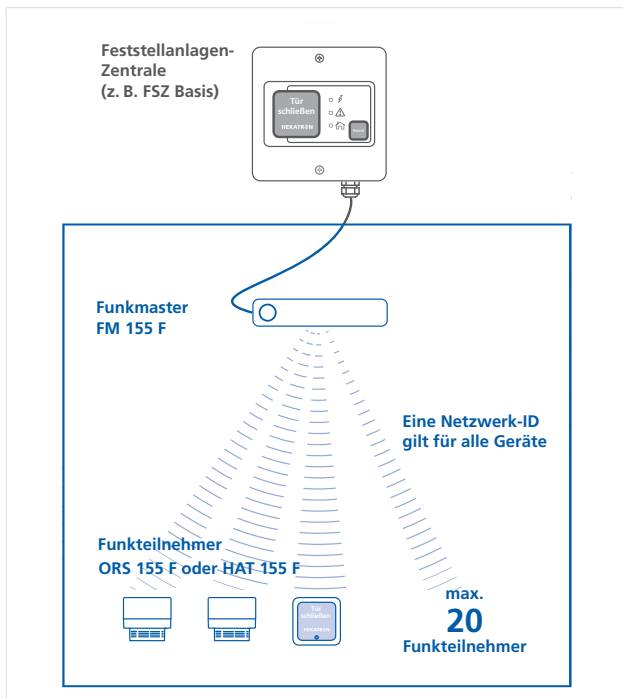 Feststellanlagen-
Zentrale
(z. B. FSZ Basis)
Tür
schließen
HEKATRON
Reset
Funkmaster
FM 155 F
Eine Netzwerk-ID
gilt für alle Geräte
Funkteilnehmer
ORS 155 F oder HAT 155 F
Tür
schließen
HEKATRON
max.
20
Funkteilnehmer